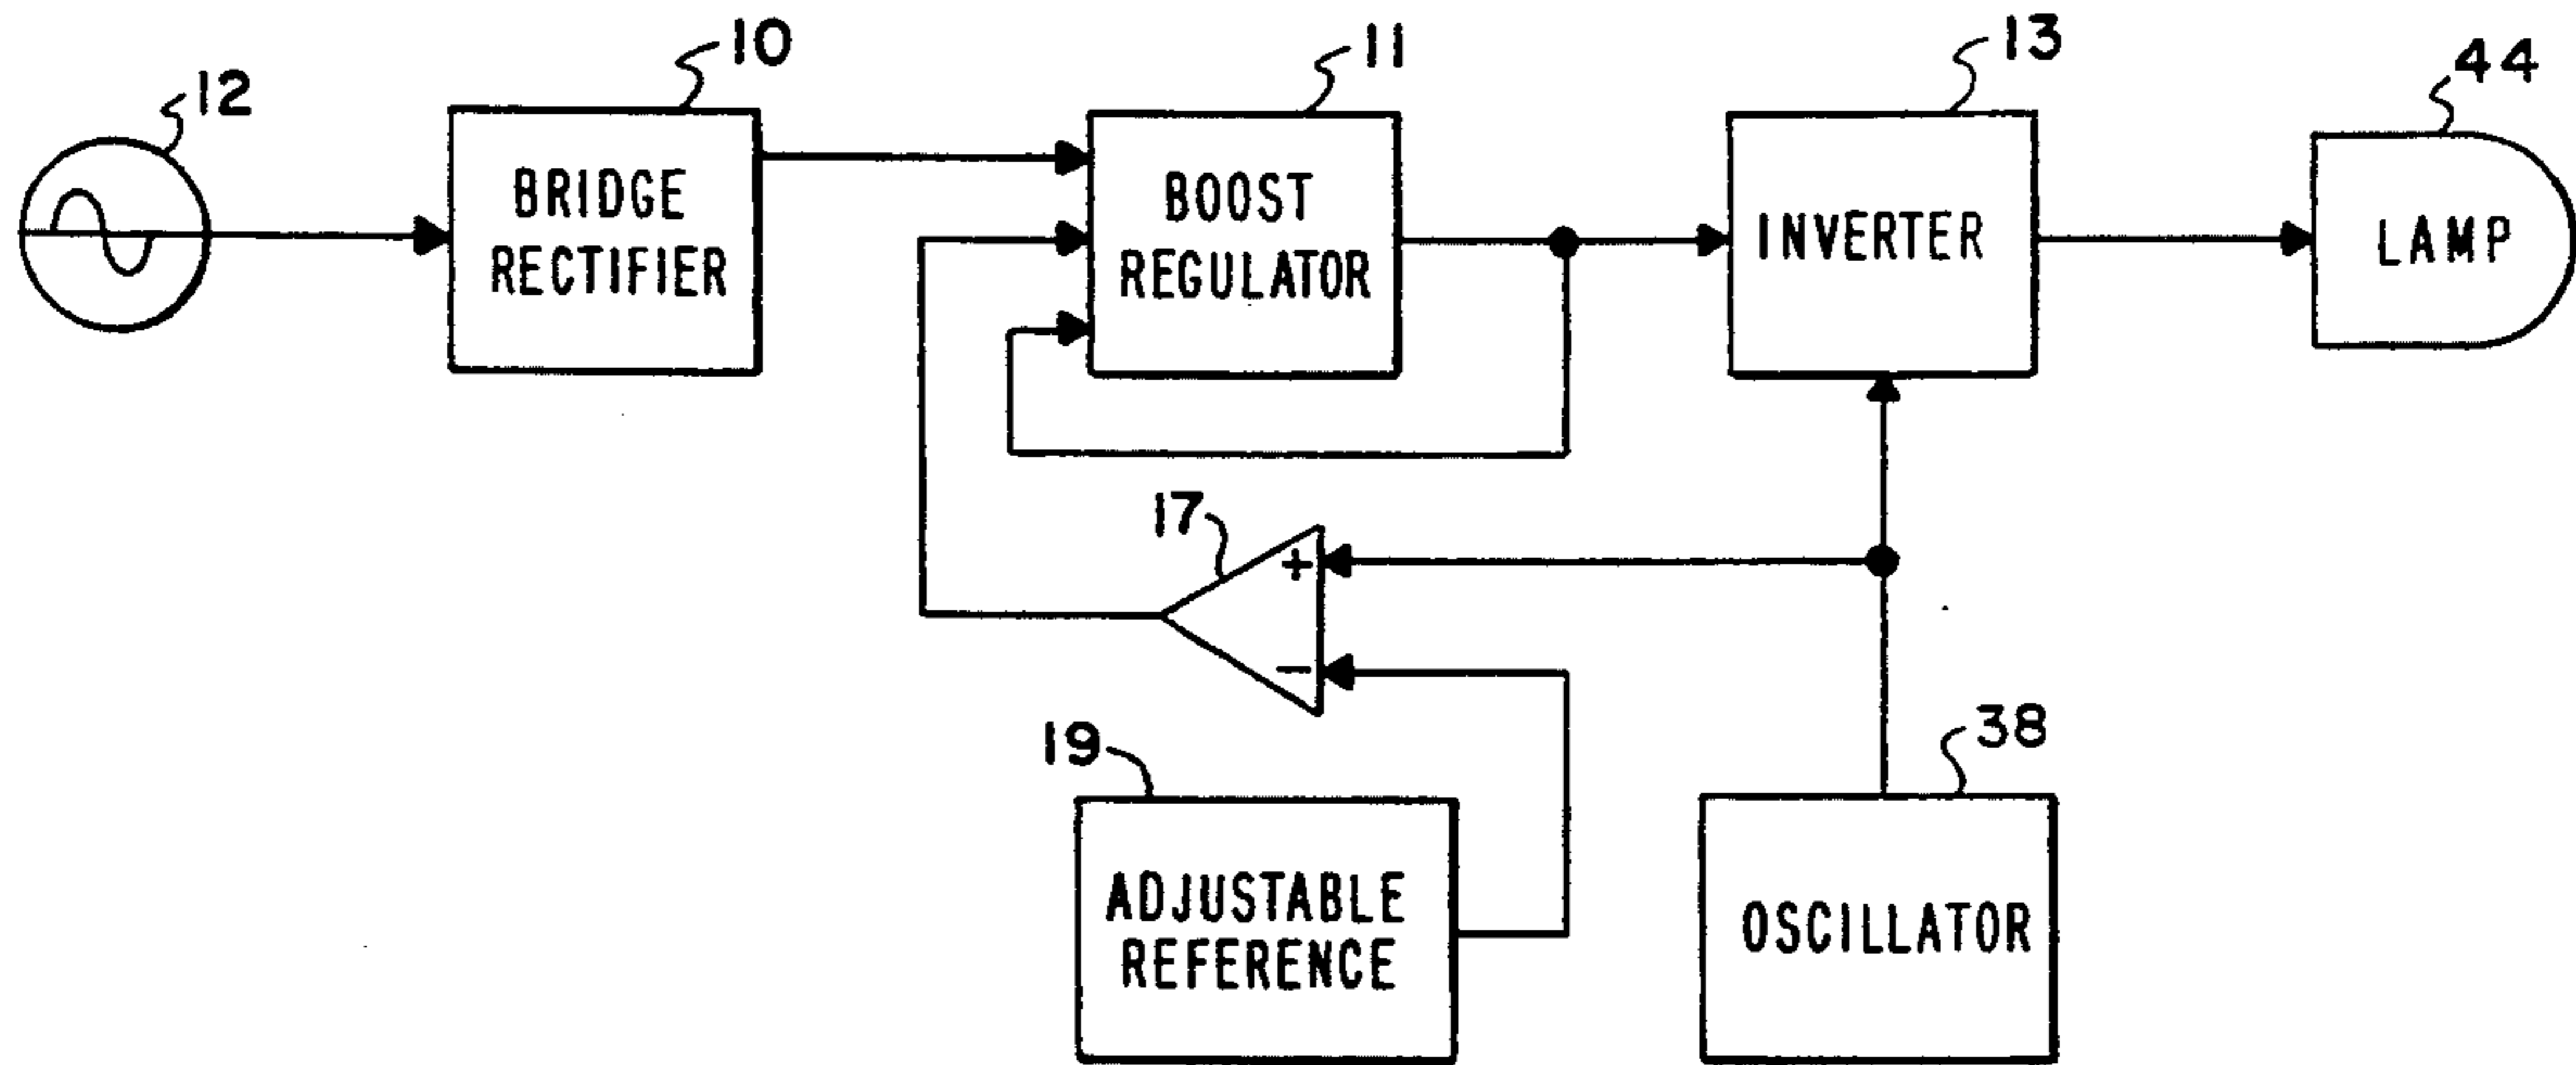 12
10
11
13
44
BRIDGE
RECTIFIER
BOOST
REGULATOR
INVERTER
LAMP
17
+
−
19
38
ADJUSTABLE
REFERENCE
OSCILLATOR